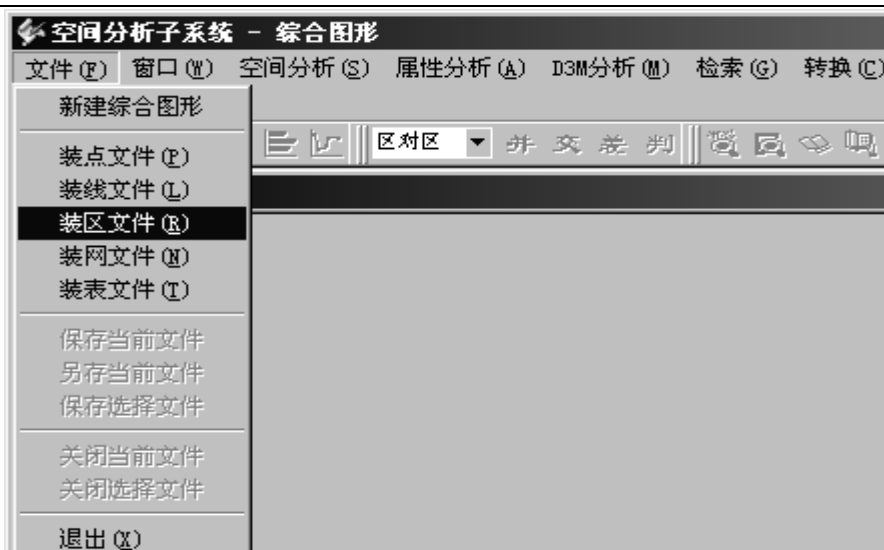 空间分析子系统 - 综合图形
文件(F) 窗口(W) 空间分析(S) 属性分析(A) D3M分析(M) 检索(G) 转换(C)
新建综合图形
区对区 并 交 差 判
装点文件(P)
装线文件(L)
装区文件(R)
装网文件(N)
装表文件(T)
保存当前文件
另存当前文件
保存选择文件
关闭当前文件
关闭选择文件
退出(X)